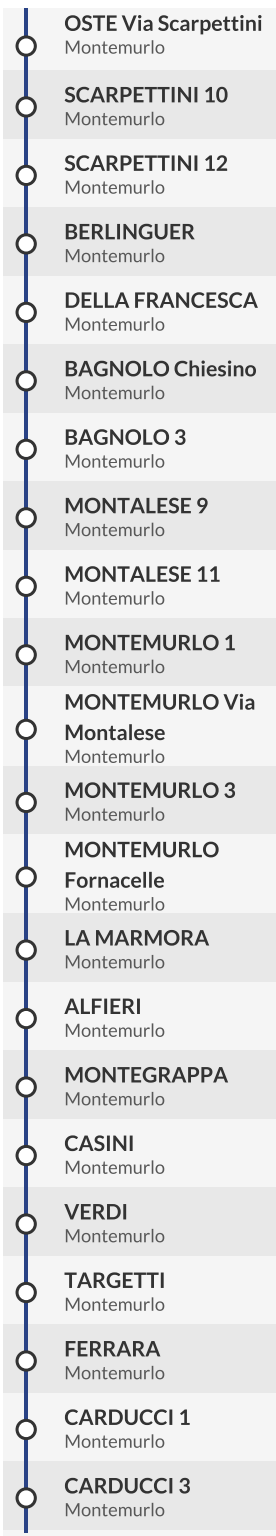 OSTE Via Scarpettini
Montemurlo
SCARPETTINI 10
Montemurlo
SCARPETTINI 12
Montemurlo
BERLINGUER
Montemurlo
DELLA FRANCESCA
Montemurlo
BAGNOLO Chiesino
Montemurlo
BAGNOLO 3
Montemurlo
MONTALESE 9
Montemurlo
MONTALESE 11
Montemurlo
MONTEMURLO 1
Montemurlo
MONTEMURLO Via
Montalese
Montemurlo
MONTEMURLO 3
Montemurlo
MONTEMURLO
Fornacelle
Montemurlo
LA MARMORA
Montemurlo
ALFIERI
Montemurlo
MONTEGRAPPA
Montemurlo
CASINI
Montemurlo
VERDI
Montemurlo
TARGETTI
Montemurlo
FERRARA
Montemurlo
CARDUCCI 1
Montemurlo
CARDUCCI 3
Montemurlo